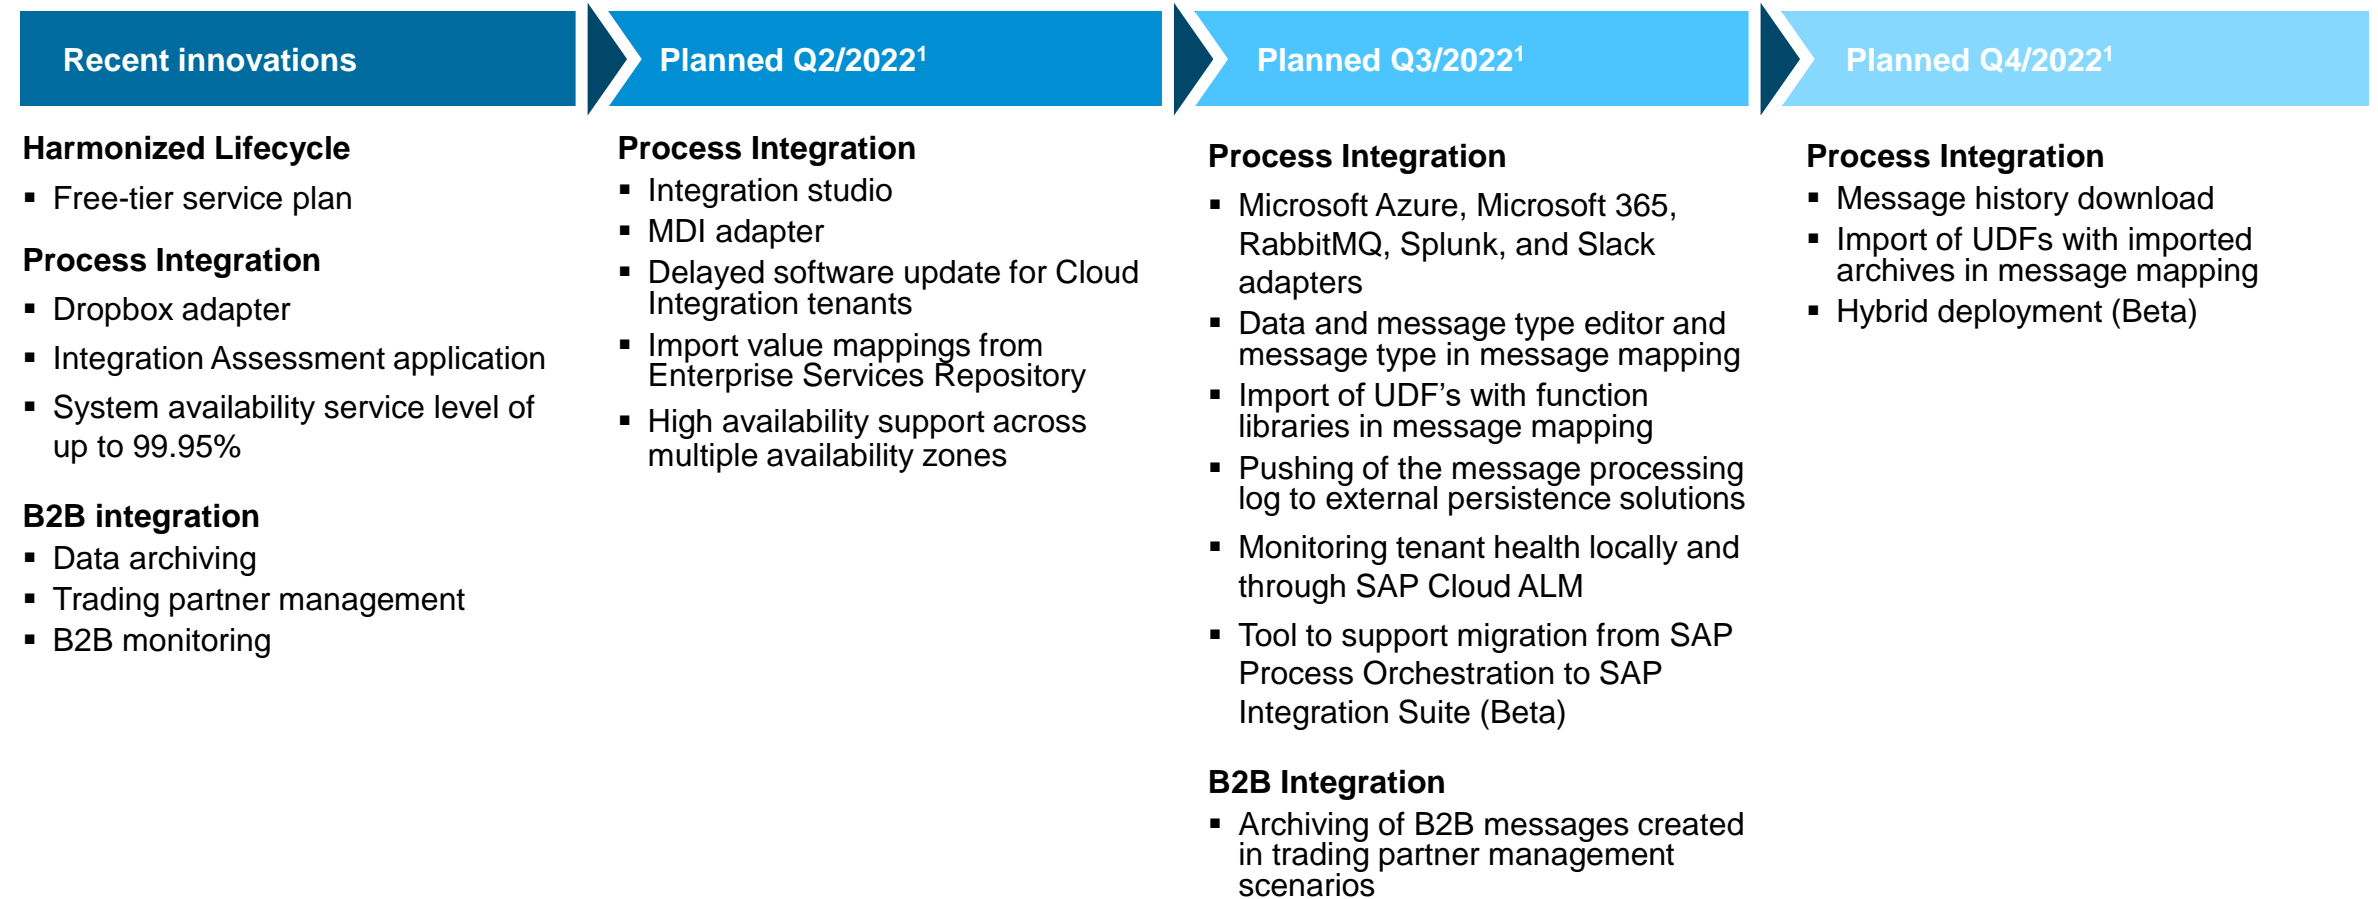 Recent innovations
Planned Q2/2022¹
Planned Q3/2022¹
Planned Q4/2022¹
Harmonized Lifecycle
▪ Free-tier service plan
Process Integration
▪ Dropbox adapter
▪ Integration Assessment application
▪ System availability service level of
up to 99.95%
B2B integration
▪ Data archiving
▪ Trading partner management
▪ B2B monitoring
Process Integration
▪ Integration studio
▪ MDI adapter
▪ Delayed software update for Cloud
Integration tenants
▪ Import value mappings from
Enterprise Services Repository
▪ High availability support across
multiple availability zones
Process Integration
▪ Microsoft Azure, Microsoft 365,
RabbitMQ, Splunk, and Slack
adapters
▪ Data and message type editor and
message type in message mapping
▪ Import of UDF’s with function
libraries in message mapping
▪ Pushing of the message processing
log to external persistence solutions
▪ Monitoring tenant health locally and
through SAP Cloud ALM
▪ Tool to support migration from SAP
Process Orchestration to SAP
Integration Suite (Beta)
B2B Integration
▪ Archiving of B2B messages created
in trading partner management
scenarios
Process Integration
▪ Message history download
▪ Import of UDFs with imported
archives in message mapping
▪ Hybrid deployment (Beta)